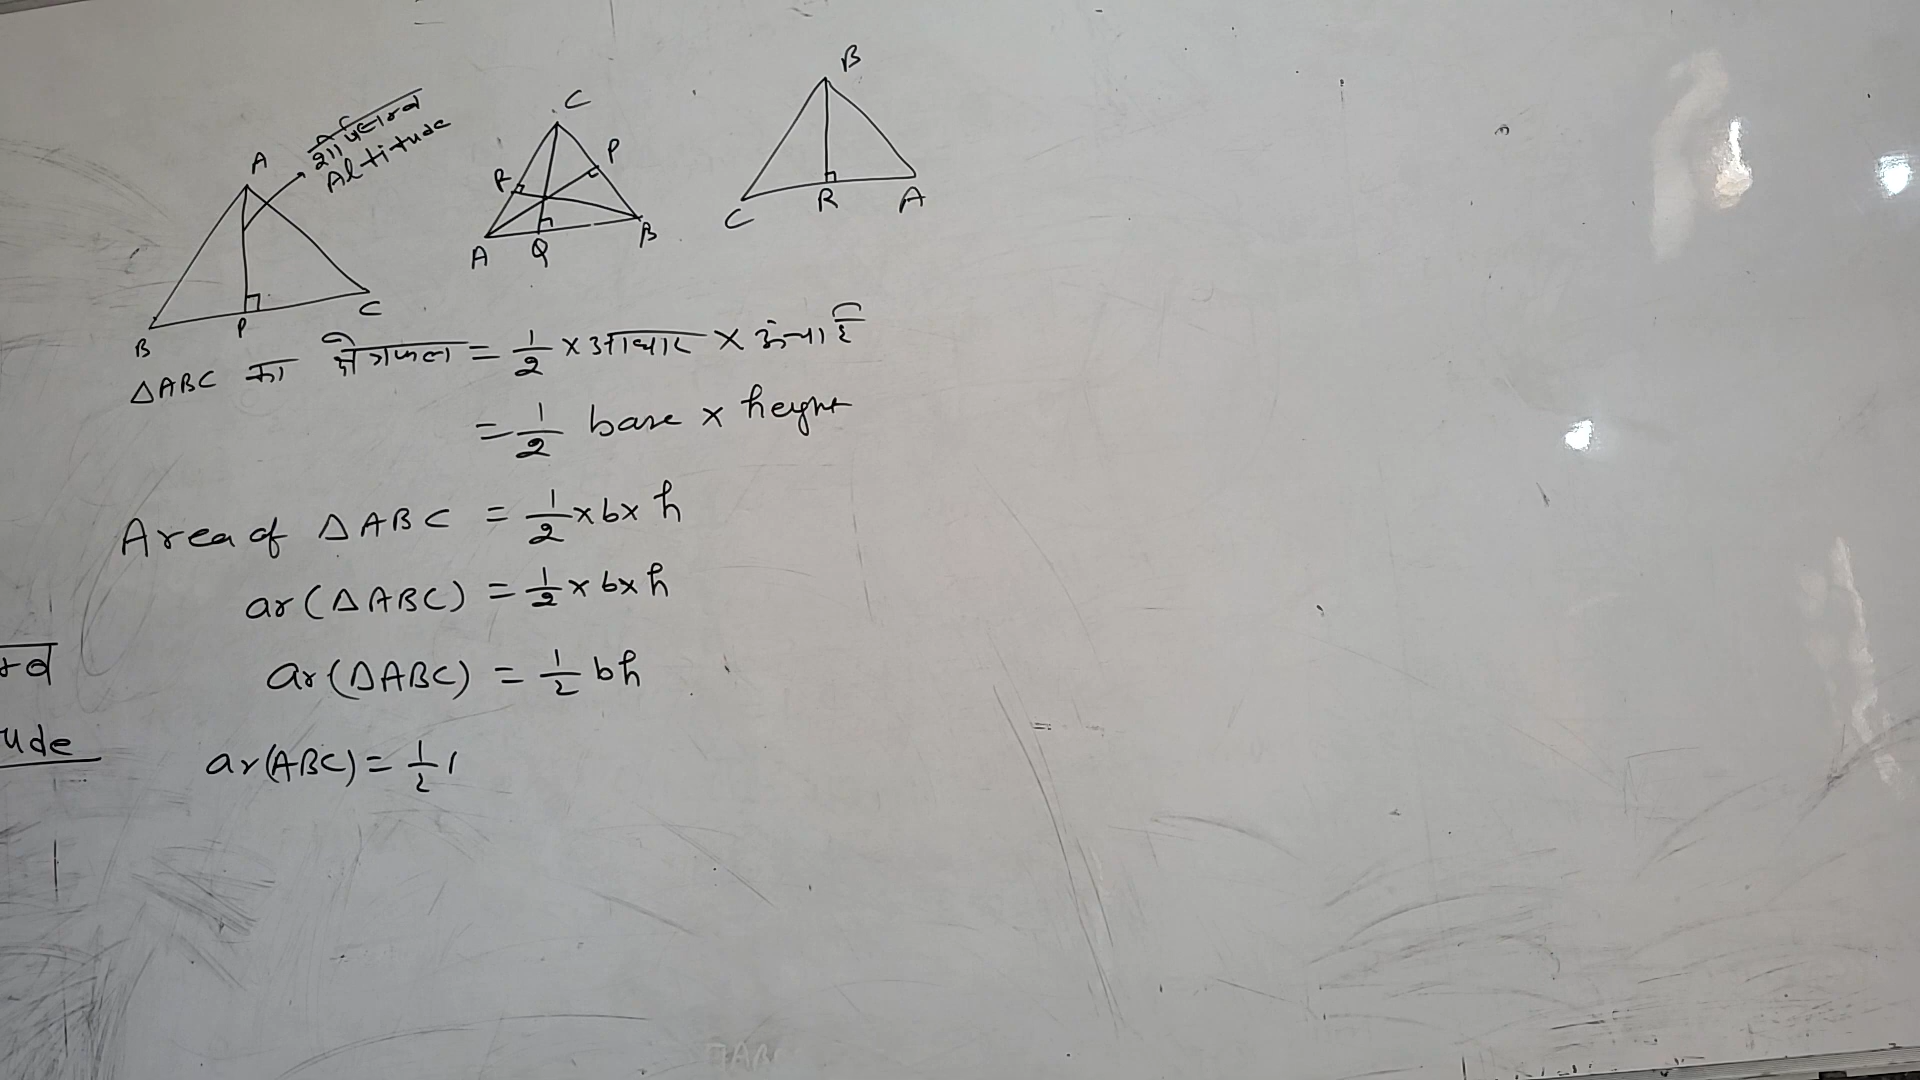 B
C
A
शीर्षलम्ब
Altitude
A
P
R
C
R
A
B
A
Q
C
P
B
ΔABC का क्षेत्रफल = 1/2 × आधार × ऊँचाई
= 1/2 base × height
Area of ΔABC = 1/2 × b × h
ar(ΔABC) = 1/2 × b × h
ar(ΔABC) = 1/2 bh
ude
ar(ABC) = 1/2